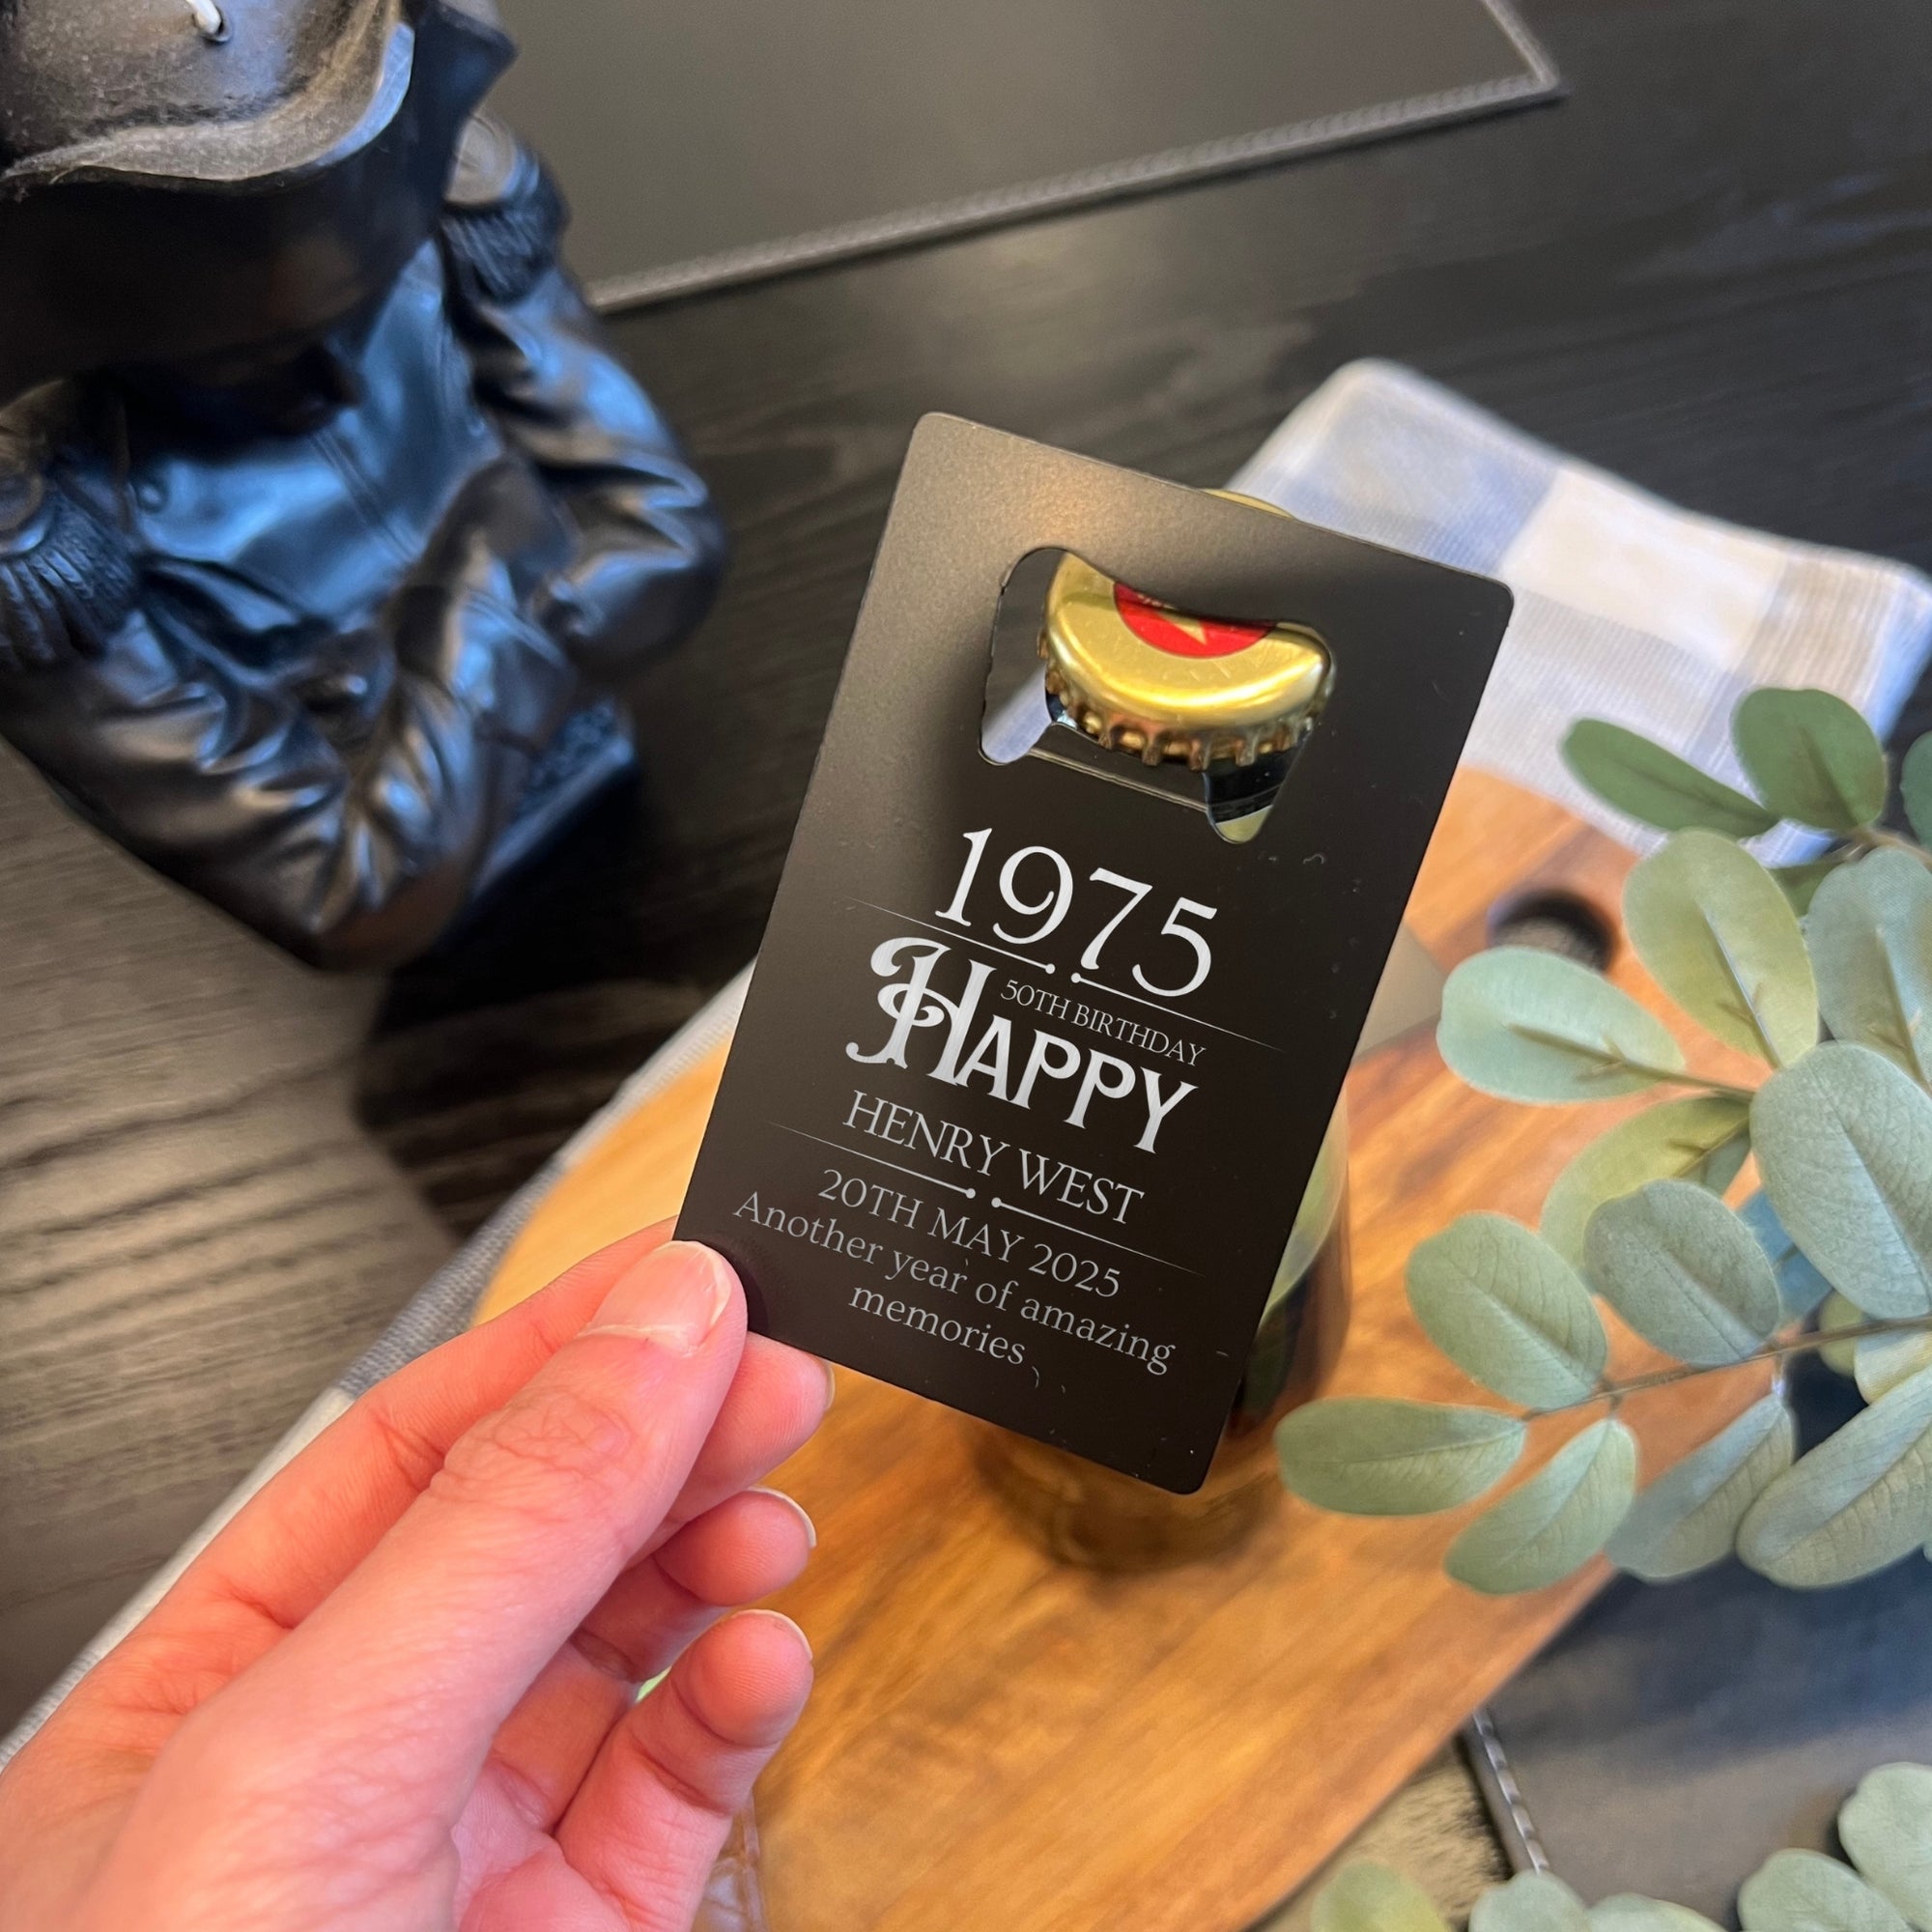 1975
50TH BIRTHDAY
HAPPY
HENRY WEST
20TH MAY 2025
Another year of amazing
memories